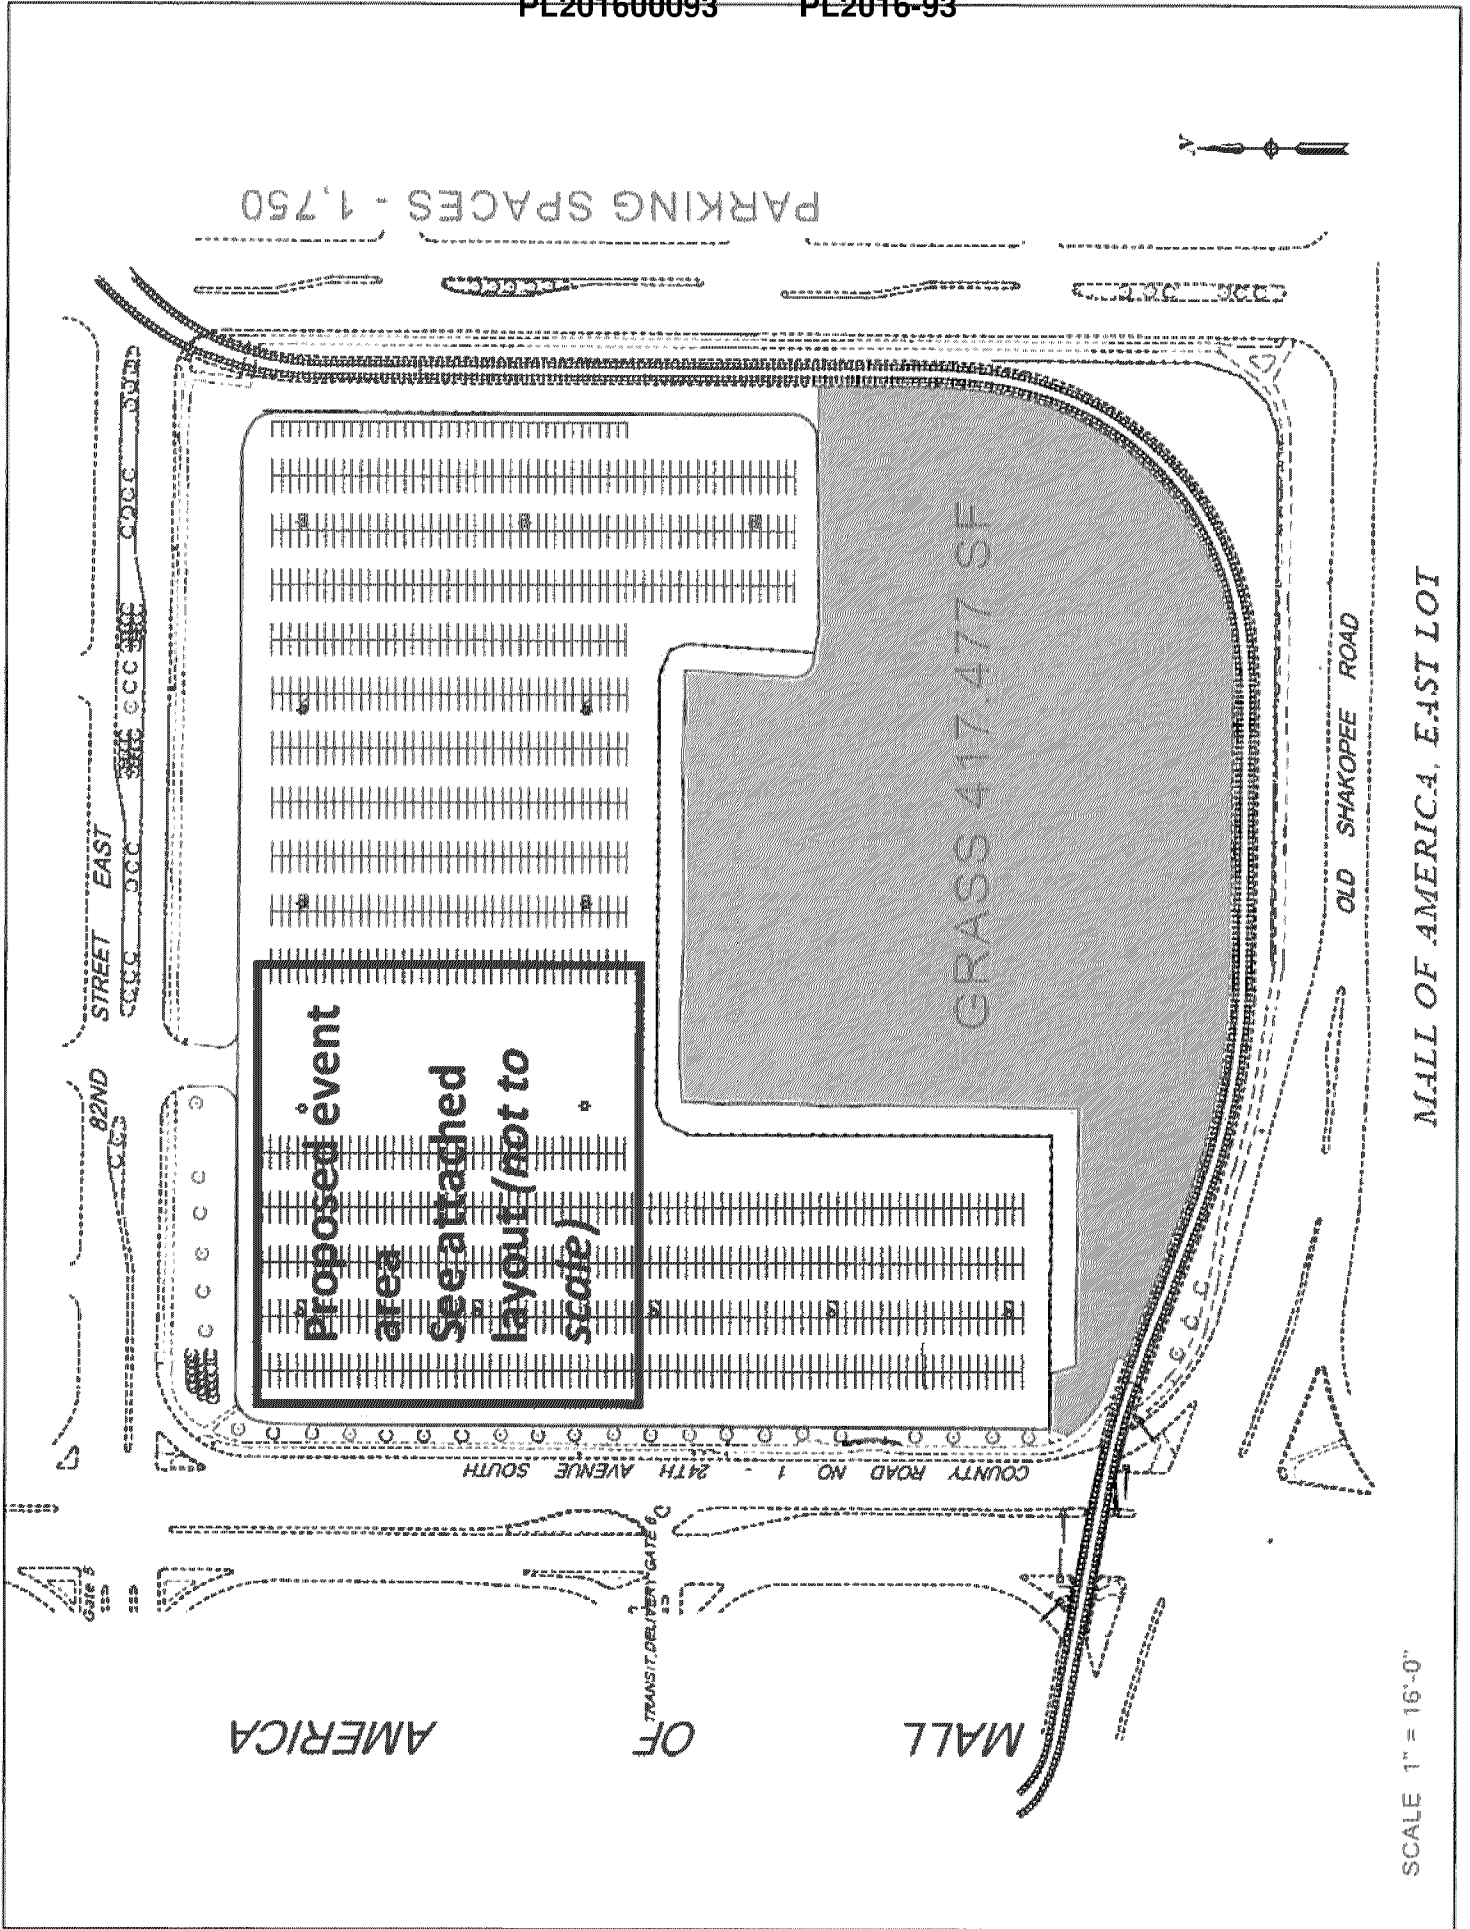 PL201600093 PL2016-93
N
PARKING SPACES - 1,750
82ND STREET EAST
GRASS 417,477 SF
Proposed event
area
See attached
layout (not to
scale)
OLD SHAKOPEE ROAD
COUNTY ROAD NO 1 - 24TH AVENUE SOUTH
Gate 5
TRANSIT DELIVERY GATE 6
MALL OF AMERICA
MALL OF AMERICA, EAST LOT
SCALE 1" = 16'-0"